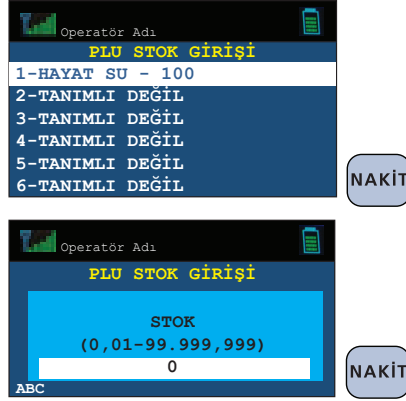 Operatör Adı
PLU STOK GİRİŞİ
1-HAYAT SU - 100
2-TANIMLI DEĞİL
3-TANIMLI DEĞİL
4-TANIMLI DEĞİL
5-TANIMLI DEĞİL
6-TANIMLI DEĞİL
NAKİT
Operatör Adı
PLU STOK GİRİŞİ
STOK
(0,01-99.999,999)
0
NAKİT
ABC